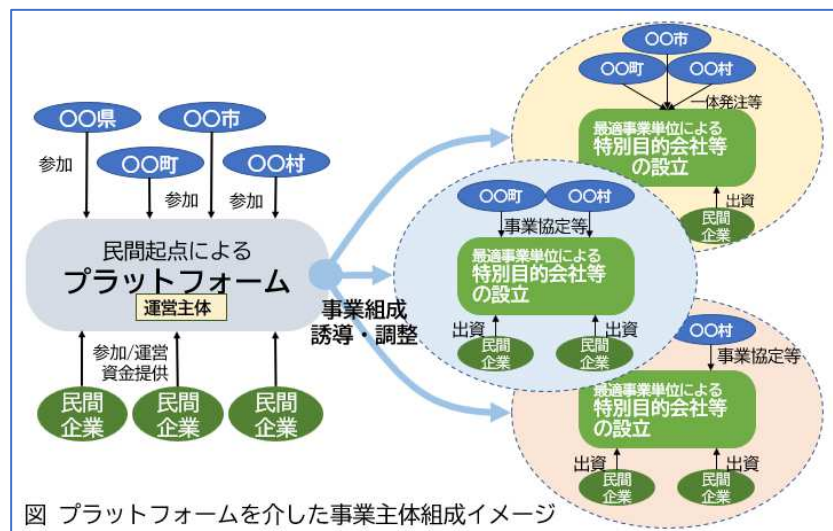 〇〇県
〇〇市
〇〇町
〇〇村
参加
参加
参加
民間起点による
プラットフォーム
運営主体
参加/運営
資金提供
民間
企業
民間
企業
民間
企業
事業組成
誘導・調整
〇〇市
〇〇町
〇〇村
一体発注等
最適事業単位による
特別目的会社等
の設立
出資
民間
企業
〇〇町
〇〇村
事業協定等
最適事業単位による
特別目的会社等
の設立
出資
出資
民間
企業
民間
企業
〇〇村
事業協定等
最適事業単位による
特別目的会社等
の設立
出資
出資
民間
企業
民間
企業
図 プラットフォームを介した事業主体組成イメージ